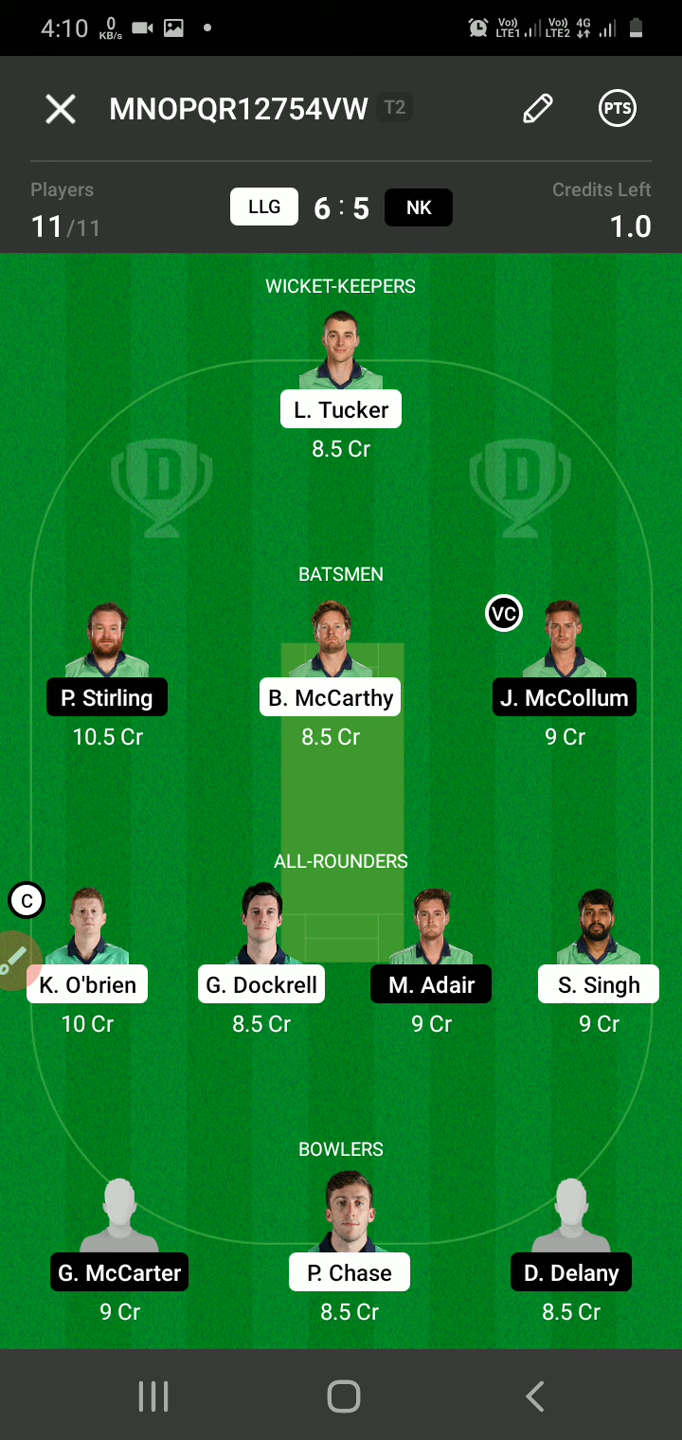 4:10 0 KB/s Vo) LTE1 Vo) LTE2 4G
MNOPQR12754VW T2 PTS
Players Credits Left
11/11 LLG 6 : 5 NK 1.0
WICKET-KEEPERS
L. Tucker
8.5 Cr
D D
BATSMEN
VC
P. Stirling B. McCarthy J. McCollum
10.5 Cr 8.5 Cr 9 Cr
ALL-ROUNDERS
C
K. O'brien G. Dockrell M. Adair S. Singh
10 Cr 8.5 Cr 9 Cr 9 Cr
BOWLERS
G. McCarter P. Chase D. Delany
9 Cr 8.5 Cr 8.5 Cr